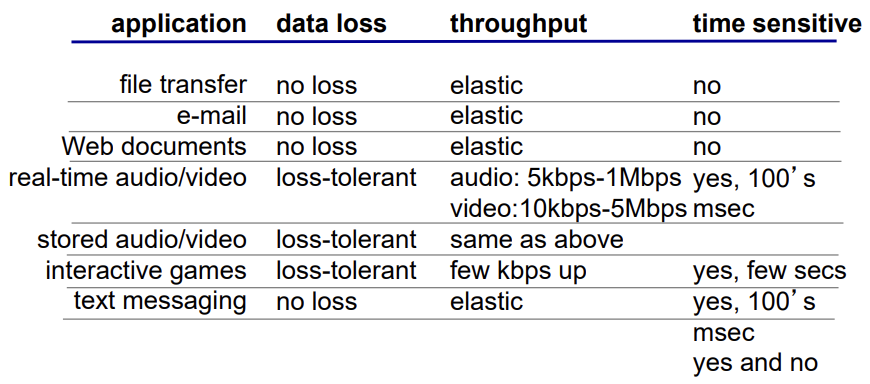 application data loss throughput time sensitive
file transfer no loss elastic no
e-mail no loss elastic no
Web documents no loss elastic no
real-time audio/video loss-tolerant audio: 5kbps-1Mbps yes, 100’s
video:10kbps-5Mbps msec
stored audio/video loss-tolerant same as above
interactive games loss-tolerant few kbps up yes, few secs
text messaging no loss elastic yes, 100’s
msec
yes and no